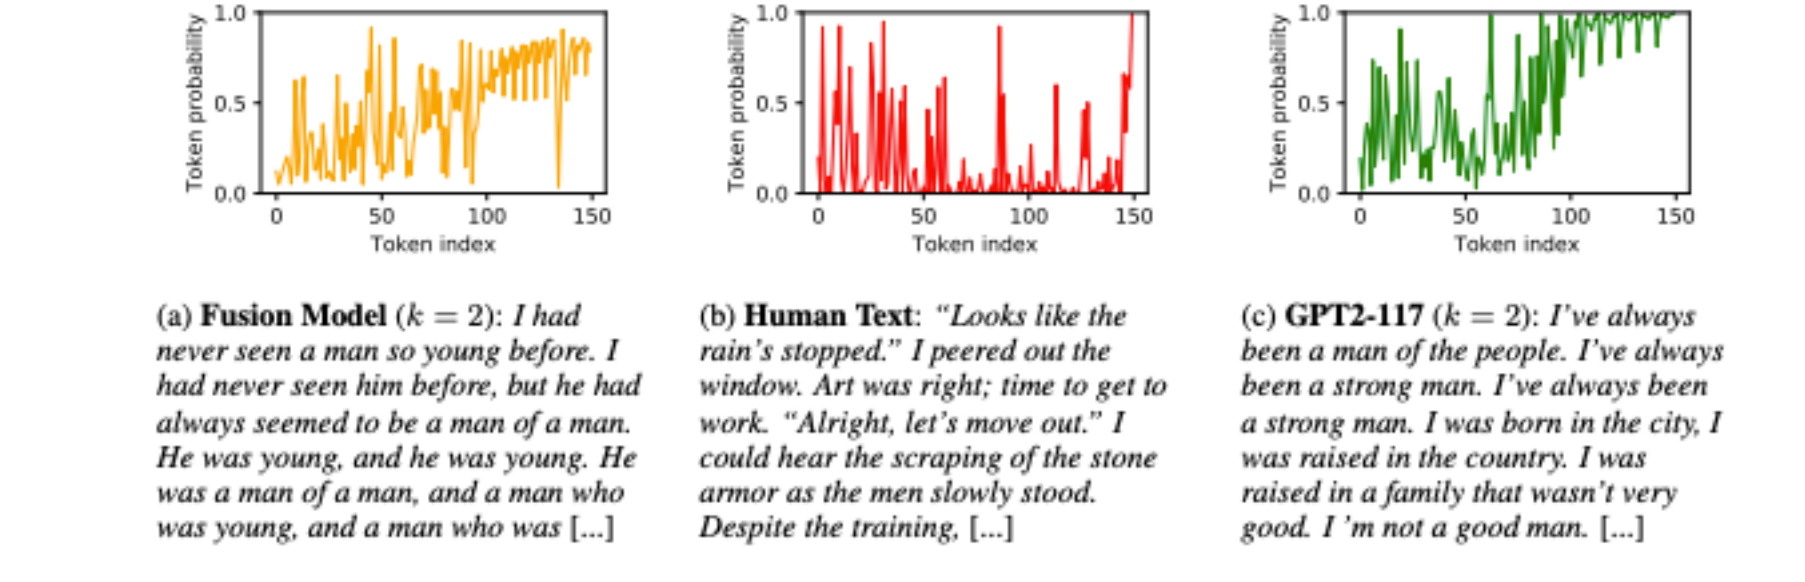 1.0
0.5
0.0
Token probability
0
50
100
150
Token index
1.0
0.5
0.0
Token probability
0
50
100
150
Token index
1.0
0.5
0.0
Token probability
0
50
100
150
Token index
(a) Fusion Model (k = 2): I had
never seen a man so young before. I
had never seen him before, but he had
always seemed to be a man of a man.
He was young, and he was young. He
was a man of a man, and a man who
was young, and a man who was [...]
(b) Human Text: “Looks like the
rain’s stopped.” I peered out the
window. Art was right; time to get to
work. “Alright, let’s move out.” I
could hear the scraping of the stone
armor as the men slowly stood.
Despite the training, [...]
(c) GPT2-117 (k = 2): I’ve always
been a man of the people. I’ve always
been a strong man. I’ve always been
a strong man. I was born in the city, I
was raised in the country. I was
raised in a family that wasn’t very
good. I ’m not a good man. [...]